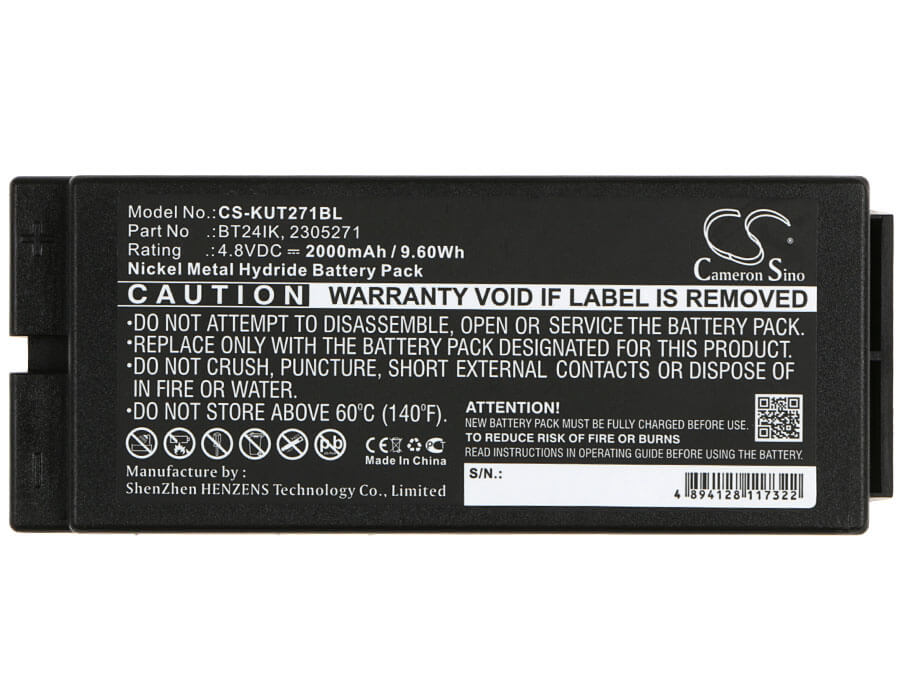 Model No.:CS-KUT271BL
Part No :BT24IK, 2305271
Rating :4.8VDC ⎓ 2000mAh / 9.60Wh
Nickel Metal Hydride Battery Pack
CS
Cameron Sino
CAUTION WARRANTY VOID IF LABEL IS REMOVED
•DO NOT ATTEMPT TO DISASSEMBLE, OPEN OR SERVICE THE BATTERY PACK.
•REPLACE ONLY WITH THE BATTERY PACK DESIGNATED FOR THIS PRODUCT.
•DO NOT CRUSH, PUNCTURE, SHORT EXTERNAL CONTACTS OR DISPOSE OF
IN FIRE OR WATER.
•DO NOT STORE ABOVE 60°C (140°F).
ATTENTION!
NEW BATTERY PACK MUST BE FULLY CHARGED BEFORE USE.
TO REDUCE RISK OF FIRE OR BURNS
READ INSTRUCTIONS IN OPERATING GUIDE BEFORE USING BATTERY.
Pb
CE
Made In China
Manufacture by :
ShenZhen HENZENS Technology Co., Limited
S/N.:
4 894128 117322